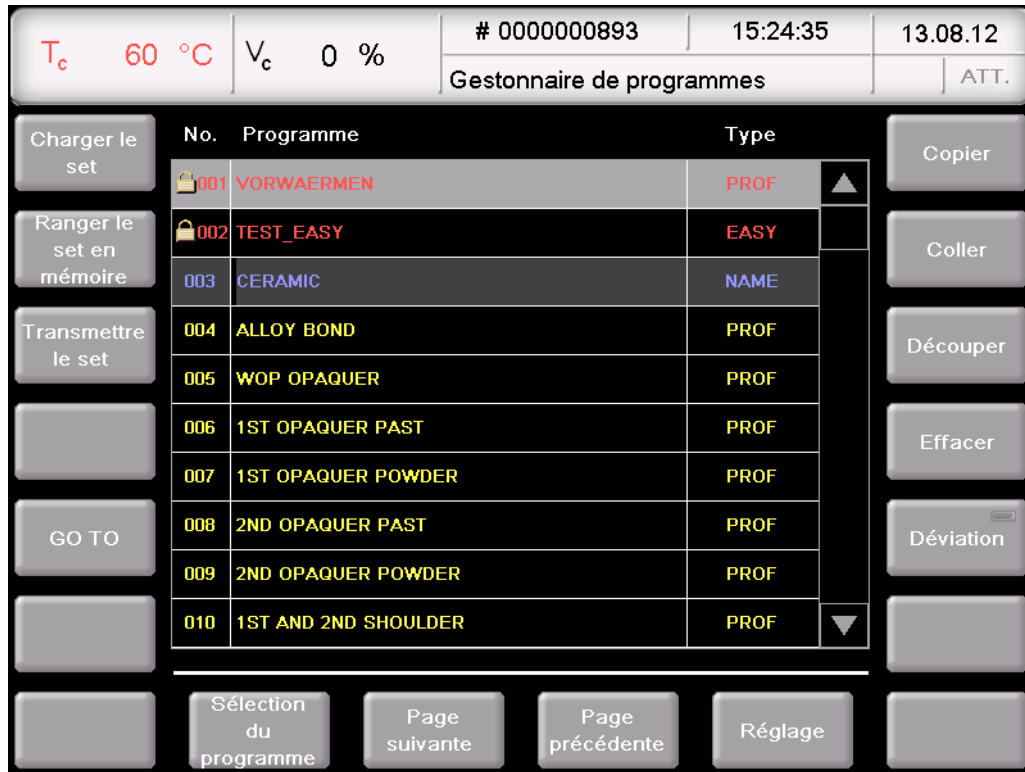 Tc 60 °C
Vc 0 %
# 0000000893
15:24:35
13.08.12
Gestonnaire de programmes
ATT.
Charger le
set
Ranger le
set en
mémoire
Transmettre
le set
GO TO
No. Programme Type
001 VORWAERMEN PROF
002 TEST_EASY EASY
003 CERAMIC NAME
004 ALLOY BOND PROF
005 WOP OPAQUER PROF
006 1ST OPAQUER PAST PROF
007 1ST OPAQUER POWDER PROF
008 2ND OPAQUER PAST PROF
009 2ND OPAQUER POWDER PROF
010 1ST AND 2ND SHOULDER PROF
Copier
Coller
Découper
Effacer
Déviation
Sélection
du
programme
Page
suivante
Page
précédente
Réglage